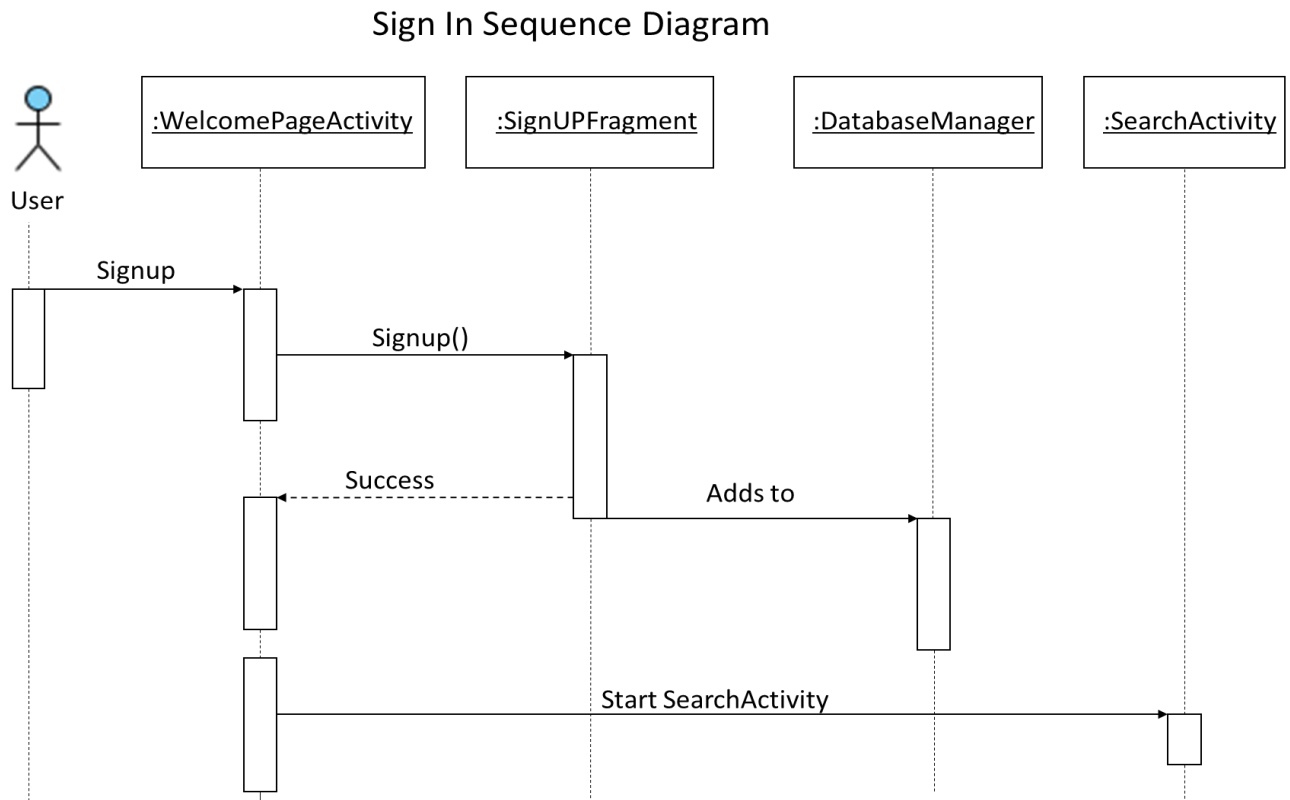 Sign In Sequence Diagram
:WelcomePageActivity
:SignUPFragment
:DatabaseManager
:SearchActivity
User
Signup
Signup()
Success
Adds to
Start SearchActivity